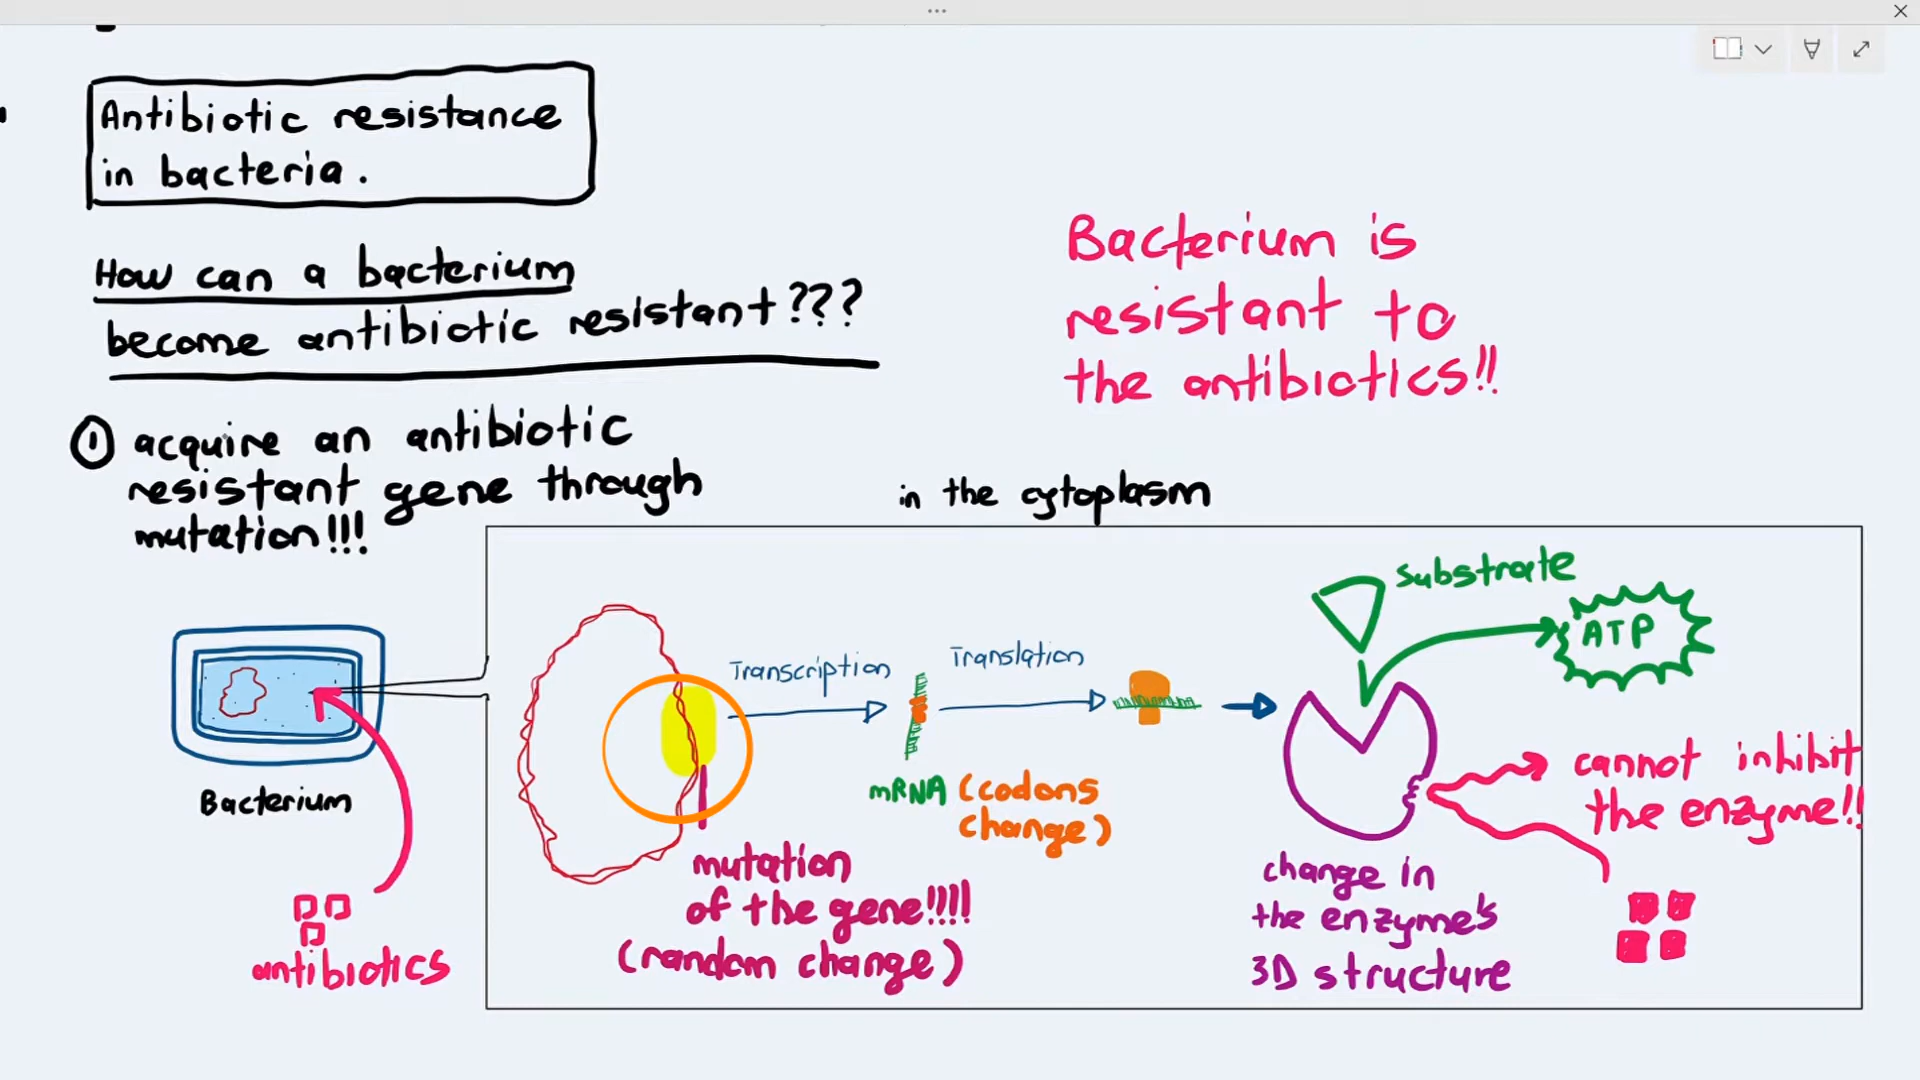 Antibiotic resistance
in bacteria.
How can a bacterium
become antibiotic resistant???
Bacterium is
resistant to
the antibiotics!!
① acquire an antibiotic
resistant gene through
mutation!!!
in the cytoplasm
Substrate
ATP
Transcription
Translation
Bacterium
mRNA (codons
change)
cannot inhibit
the enzyme!!
mutation
of the gene!!!!
(random change)
change in
the enzyme's
3D structure
antibiotics